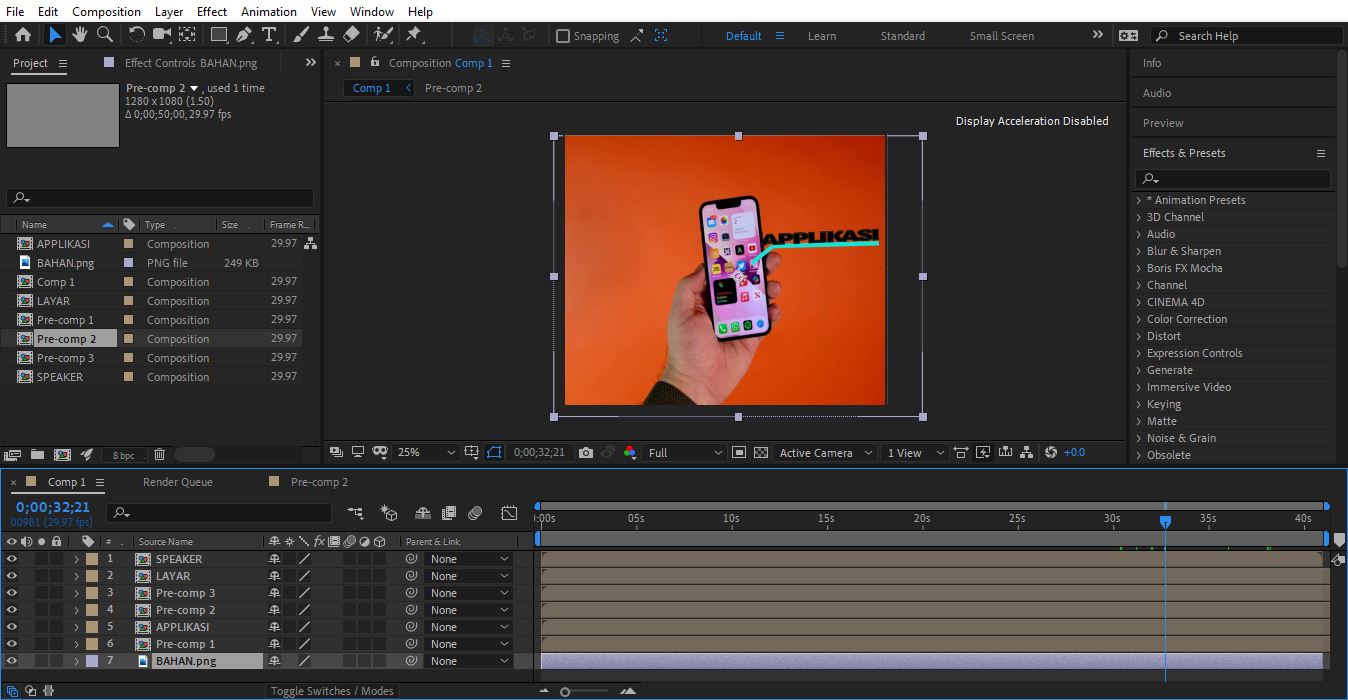 File Edit Composition Layer Effect Animation View Window Help
Snapping Default Learn Standard Small Screen Search Help
Project Effect Controls BAHAN.png
Pre-comp 2 , used 1 time
1280 x 1080 (1.50)
Δ 0;00;50;00, 29.97 fps
Name Type Size Frame R...
APPLIKASI Composition 29.97
BAHAN.png PNG file 249 KB
Comp 1 Composition 29.97
LAYAR Composition 29.97
Pre-comp 1 Composition 29.97
Pre-comp 2 Composition 29.97
Pre-comp 3 Composition 29.97
SPEAKER Composition 29.97
8 bpc
Composition Comp 1
Comp 1 Pre-comp 2
Display Acceleration Disabled
APPLIKASI
25% 0;00;32;21 Full Active Camera 1 View +0.0
Info
Audio
Preview
Effects & Presets
* Animation Presets
3D Channel
Audio
Blur & Sharpen
Boris FX Mocha
Channel
CINEMA 4D
Color Correction
Distort
Expression Controls
Generate
Immersive Video
Keying
Matte
Noise & Grain
Obsolete
Comp 1 Render Queue Pre-comp 2
0;00;32;21
00981 (29.97 fps)
:00s 05s 10s 15s 20s 25s 30s 35s 40s
# Source Name fx Parent & Link
1 SPEAKER None
2 LAYAR None
3 Pre-comp 3 None
4 Pre-comp 2 None
5 APPLIKASI None
6 Pre-comp 1 None
7 BAHAN.png None
Toggle Switches / Modes